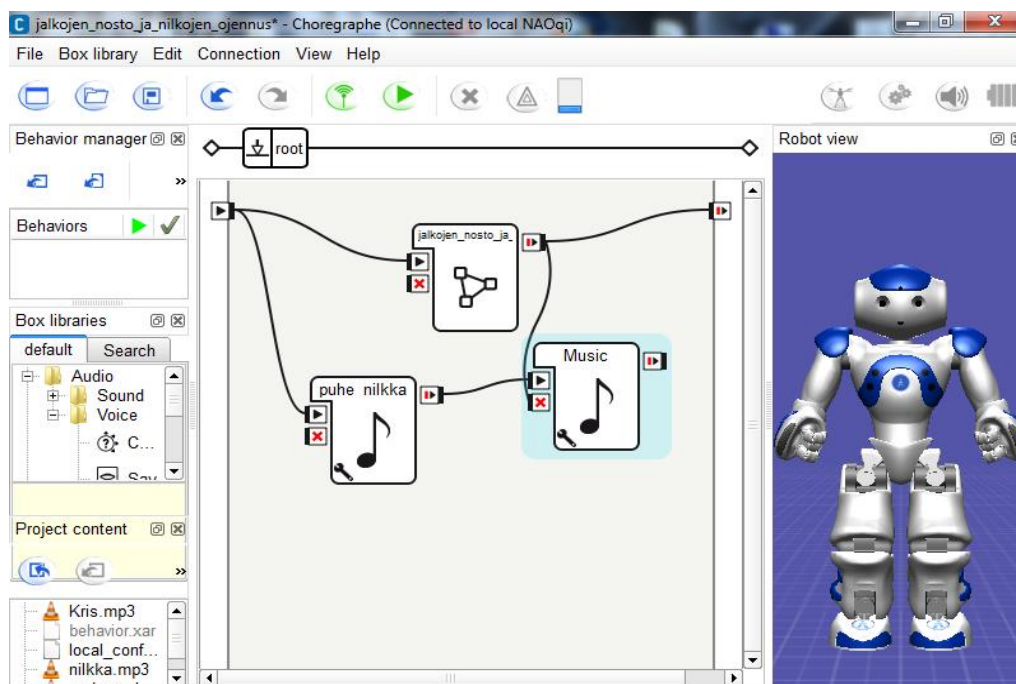 jalkojen_nosto_ja_nilkojen_ojennus* - Choregraphe (Connected to local NAOqi)
File Box library Edit Connection View Help
Behavior manager
root
Robot view
»
Behaviors
jalkojen_nosto_ja_
Box libraries
default Search
Audio
Sound
Voice
C...
Say
Music
puhe nilkka
Project content
»
Kris.mp3
behavior.xar
local_conf...
nilkka.mp3